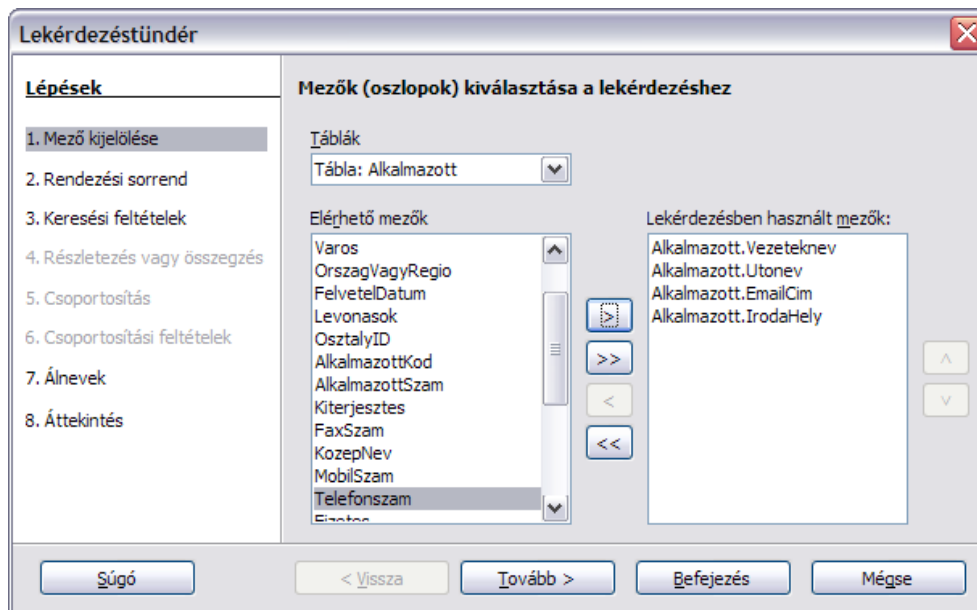 Lekérdezéstündér
Lépések
1. Mező kijelölése
2. Rendezési sorrend
3. Keresési feltételek
4. Részletezés vagy összegzés
5. Csoportosítás
6. Csoportosítási feltételek
7. Álnevek
8. Áttekintés
Mezők (oszlopok) kiválasztása a lekérdezéshez
Táblák
Tábla: Alkalmazott
Elérhető mezők
Varos
OrszagVagyRegio
FelvetelDatum
Levonasok
OsztalyID
AlkalmazottKod
AlkalmazottSzam
Kiterjesztes
FaxSzam
KozepNev
MobilSzam
Telefonszam
Fizetes
>
>>
<
<<
Lekérdezésben használt mezők:
Alkalmazott.Vezeteknev
Alkalmazott.Utonev
Alkalmazott.EmailCim
Alkalmazott.IrodaHely
Súgó
< Vissza
Tovább >
Befejezés
Mégse